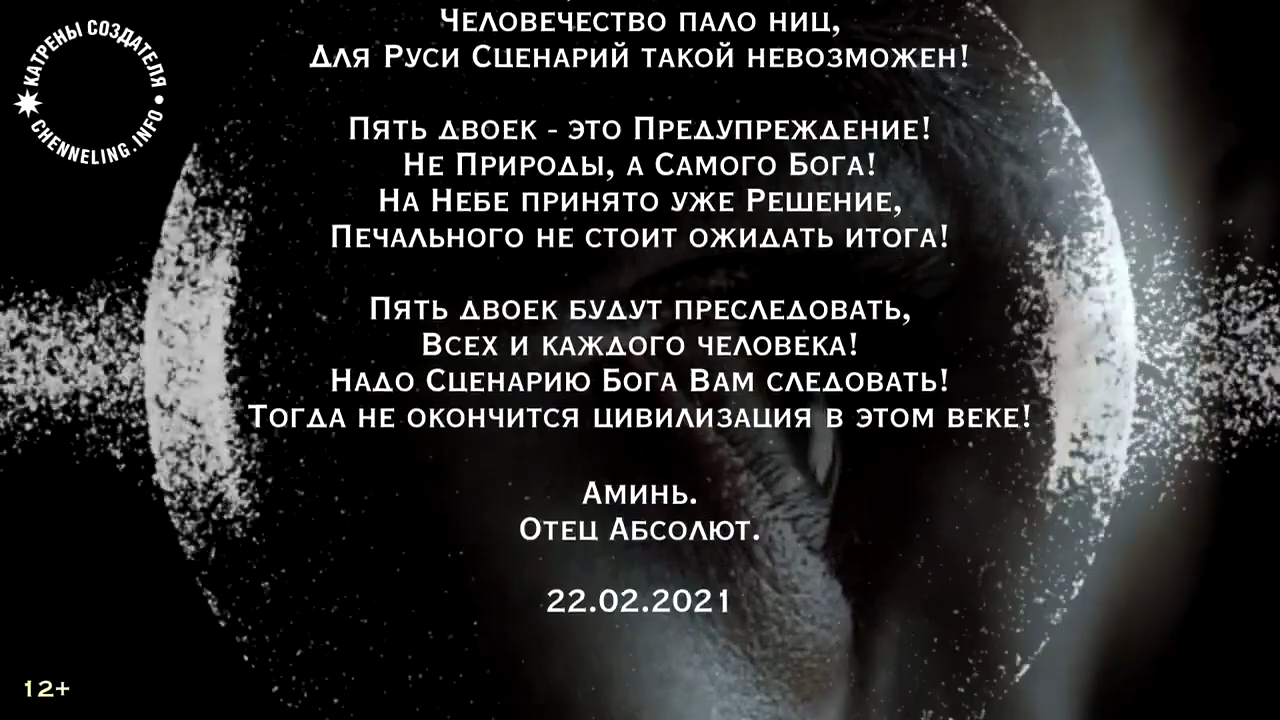 КАТРЕНЫ СОЗДАТЕЛЯ
CHENNELING.INFO
Человечество пало ниц,
Для Руси Сценарий такой невозможен!
Пять двоек - это Предупреждение!
Не Природы, а Самого Бога!
На Небе принято уже Решение,
Печального не стоит ожидать итога!
Пять двоек будут преследовать,
Всех и каждого человека!
Надо Сценарию Бога Вам следовать!
Тогда не окончится цивилизация в этом веке!
Аминь.
Отец Абсолют.
22.02.2021
12+